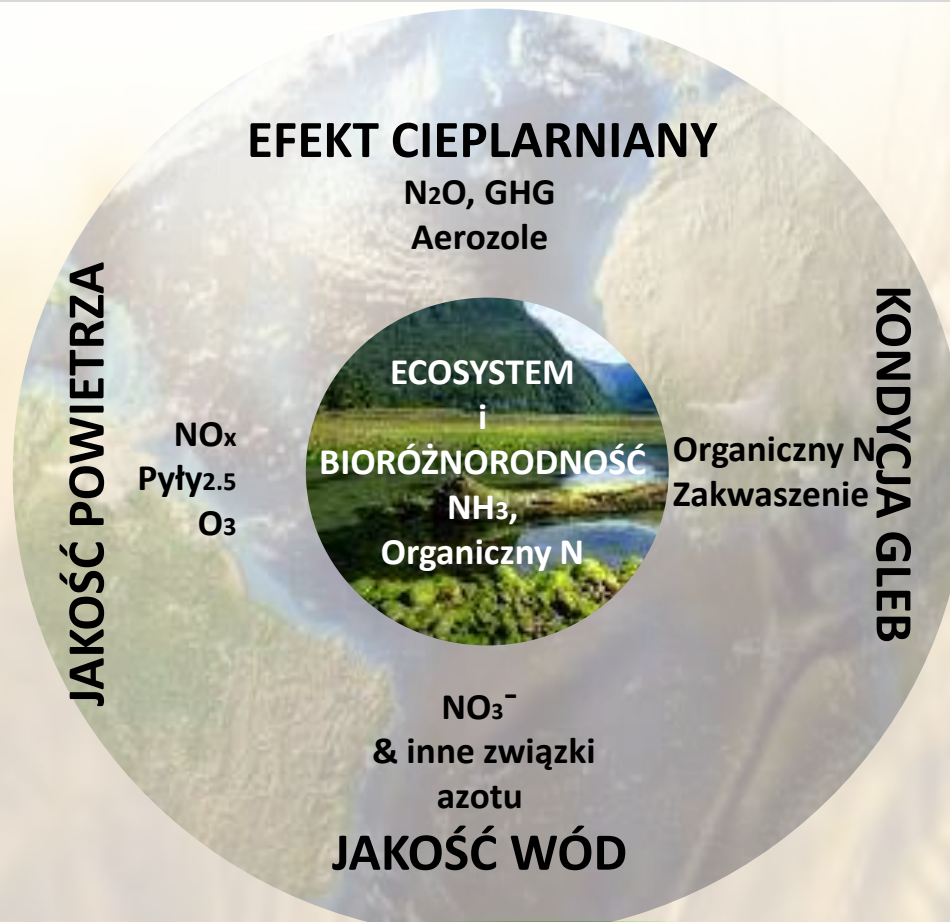 EFEKT CIEPLARNIANY
N₂O, GHG
Aerozole
JAKOŚĆ POWIETRZA
NOₓ
Pyły₂.₅
O₃
ECOSYSTEM
i
BIORÓŻNORODNOŚĆ
NH₃,
Organiczny N
Organiczny N
Zakwaszenie
KONDYCJA GLEB
NO₃⁻
& inne związki
azotu
JAKOŚĆ WÓD